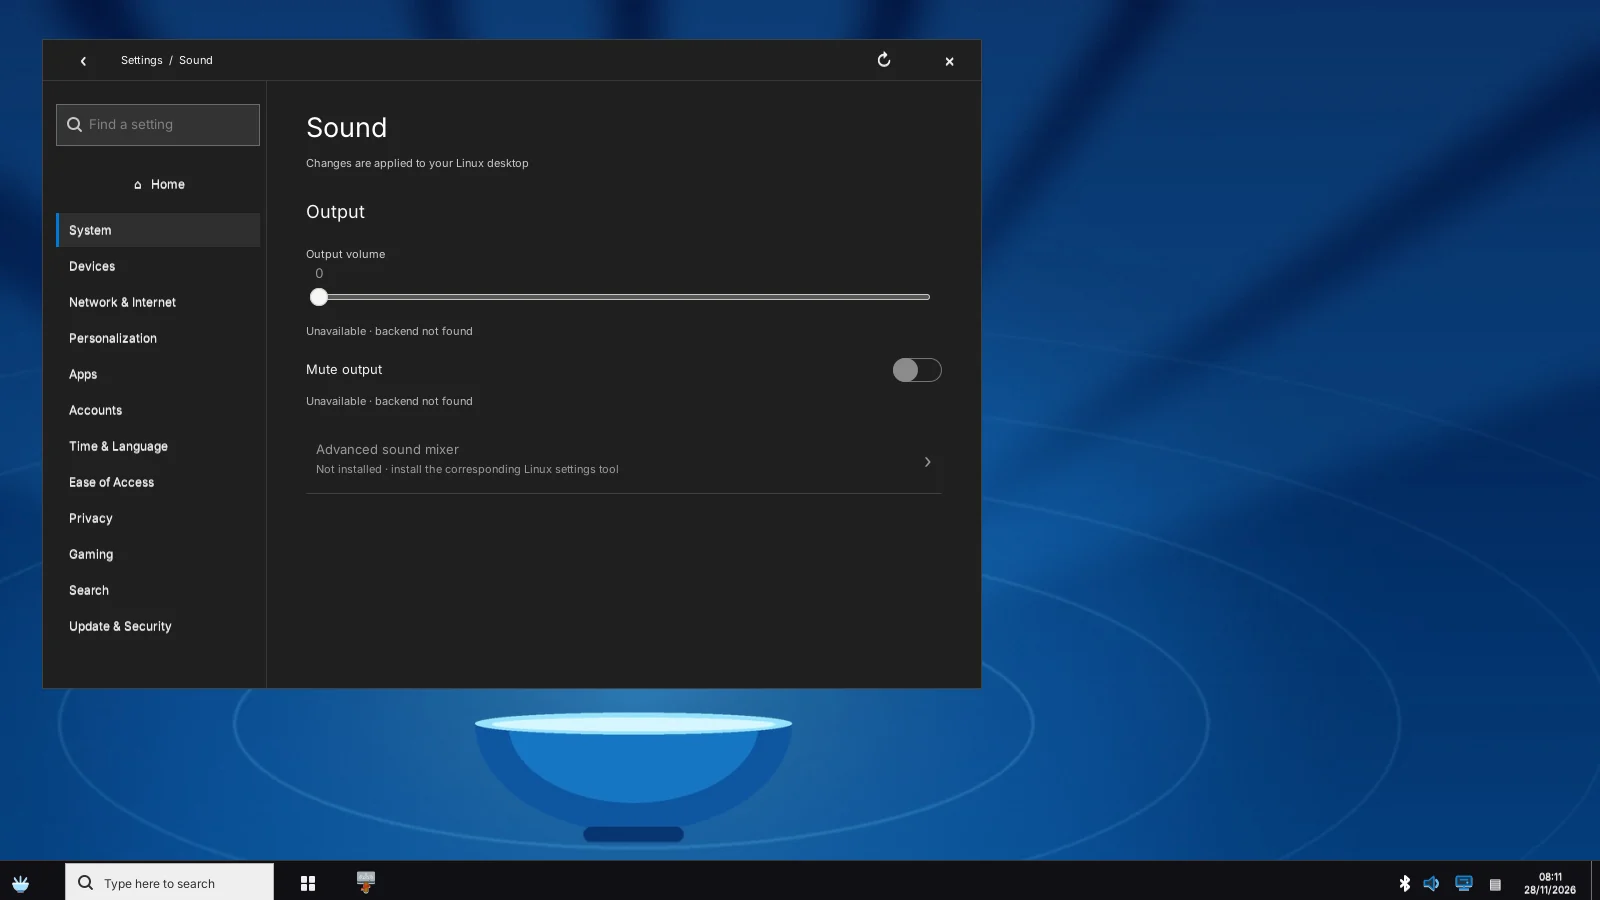 Settings / Sound
Find a setting
Home
System
Devices
Network & Internet
Personalization
Apps
Accounts
Time & Language
Ease of Access
Privacy
Gaming
Search
Update & Security
Sound
Changes are applied to your Linux desktop
Output
Output volume
0
Unavailable · backend not found
Mute output
Unavailable · backend not found
Advanced sound mixer
Not installed · install the corresponding Linux settings tool
Type here to search
08:11
28/11/2026